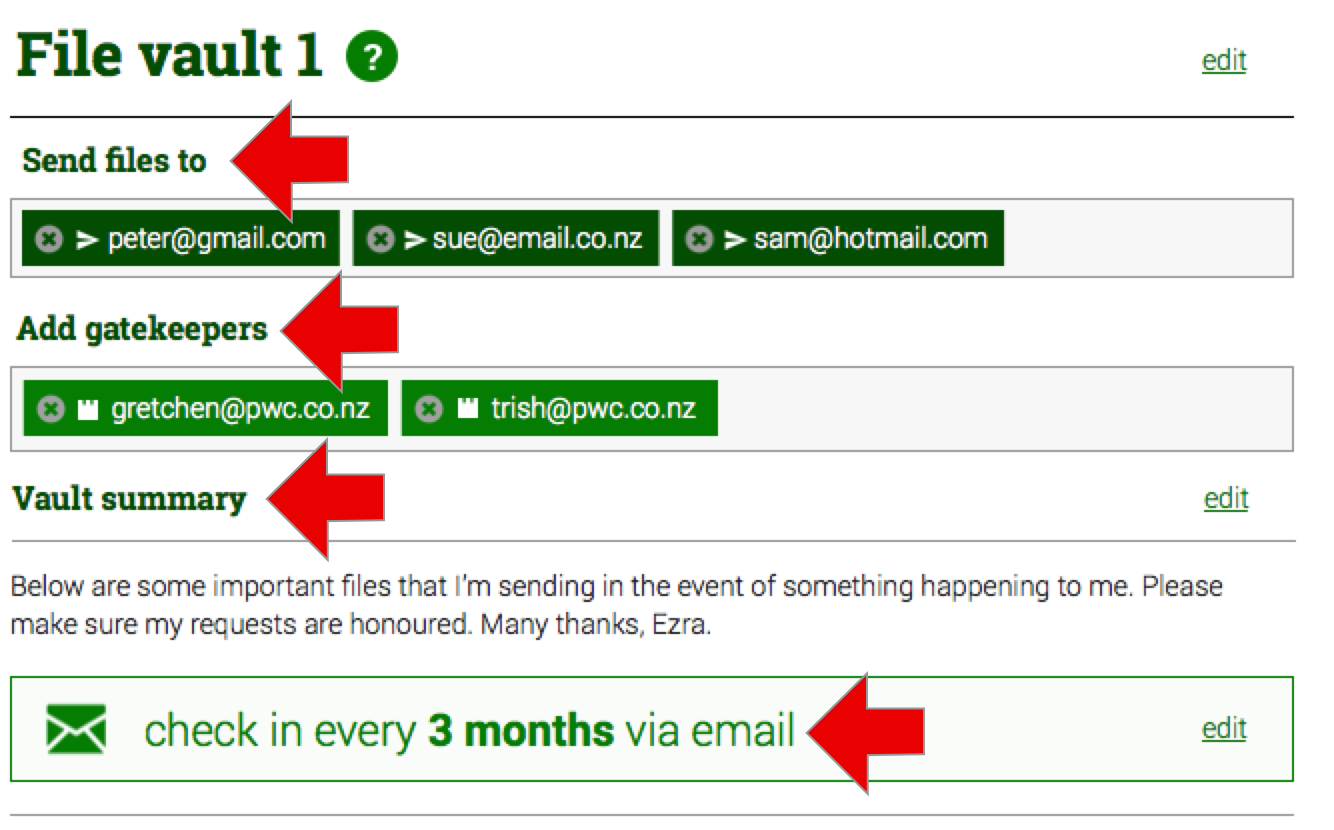 File vault 1 ? edit
Send files to
peter@gmail.com sue@email.co.nz sam@hotmail.com
Add gatekeepers
gretchen@pwc.co.nz trish@pwc.co.nz
Vault summary edit
Below are some important files that I'm sending in the event of something happening to me. Please
make sure my requests are honoured. Many thanks, Ezra.
check in every 3 months via email edit